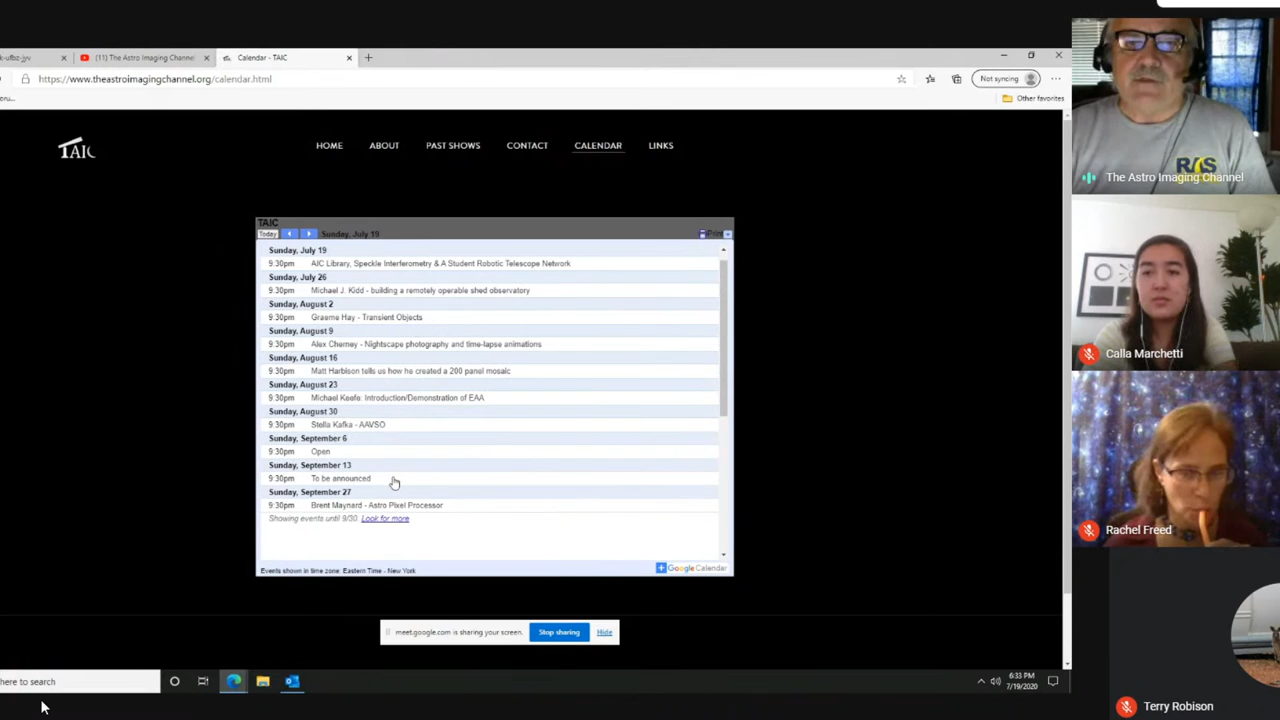 (11) The Astro Imaging Channel
Calendar - TAIC
https://www.theastroimagingchannel.org/calendar.html
Not syncing
Other favorites
TAIC
HOME
ABOUT
PAST SHOWS
CONTACT
CALENDAR
LINKS
TAIC
Today
Sunday, July 19
Print
Sunday, July 19
9:30pm AIC Library, Speckle Interferometry & A Student Robotic Telescope Network
Sunday, July 26
9:30pm Michael J. Kidd - building a remotely operable shed observatory
Sunday, August 2
9:30pm Graeme Hay - Transient Objects
Sunday, August 9
9:30pm Alex Cherney - Nightscape photography and time-lapse animations
Sunday, August 16
9:30pm Matt Harbison tells us how he created a 200 panel mosaic
Sunday, August 23
9:30pm Michael Keefe: Introduction/Demonstration of EAA
Sunday, August 30
9:30pm Stella Kafka - AAVSO
Sunday, September 6
9:30pm Open
Sunday, September 13
9:30pm To be announced
Sunday, September 27
9:30pm Brent Maynard - Astro Pixel Processor
Showing events until 9/30. Look for more
Events shown in time zone: Eastern Time - New York
Google Calendar
meet.google.com is sharing your screen.
Stop sharing
Hide
here to search
6:33 PM
7/19/2020
RAS
The Astro Imaging Channel
Calla Marchetti
Rachel Freed
Terry Robison